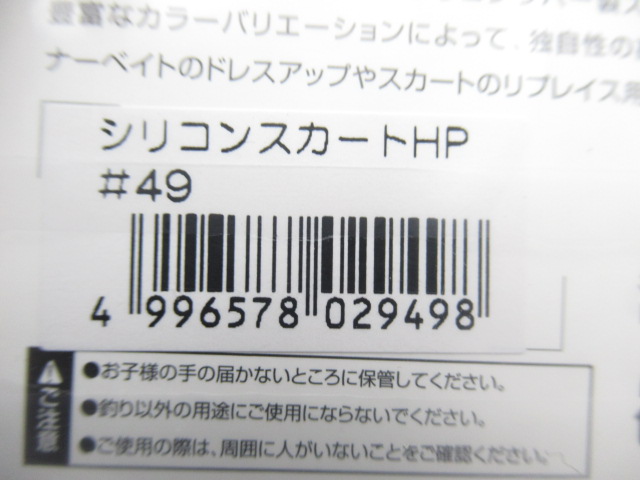 豊富なカラーバリエーションによって、独自性の
ナーベイトのドレスアップやスカートのリプレイス
シリコンスカートHP
#49
4 996578 029498
ご注意
●お子様の手の届かないところに保管してください。
●釣り以外の用途にご使用にならないでください。
●ご使用の際は、周囲に人がいないことをご確認ください。